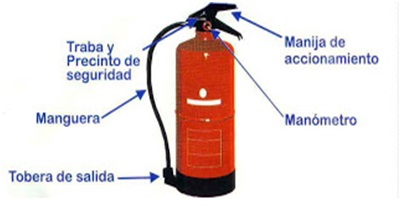 Traba y
Precinto de
seguridad
Manija de
accionamiento
Manguera
Manómetro
Tobera de salida